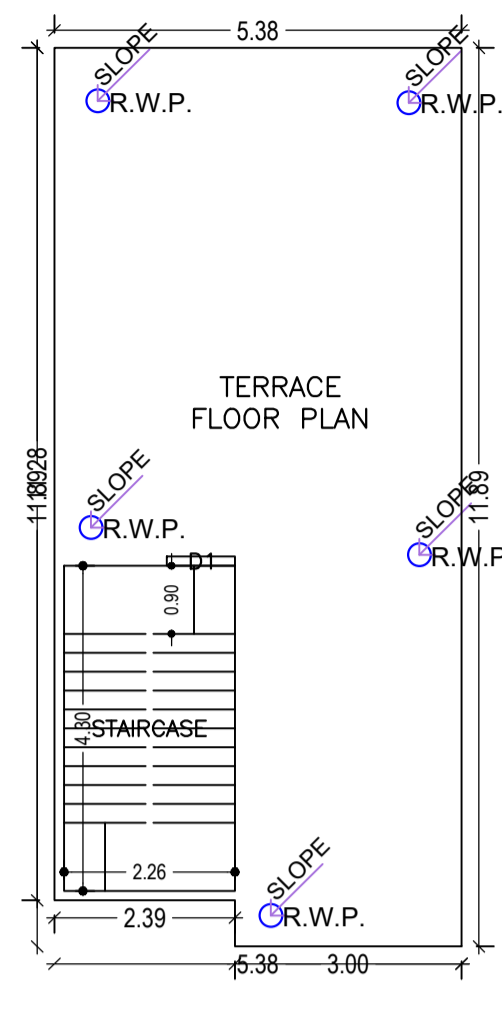 5.38
SLOPE
SLOPE
R.W.P.
R.W.P.
TERRACE
FLOOR PLAN
SLOPE
SLOPE
11.89
R.W.P.
R.W.P
D1
0.90
4.30
STAIRCASE
2.26
SLOPE
2.39
R.W.P.
5.38
3.00